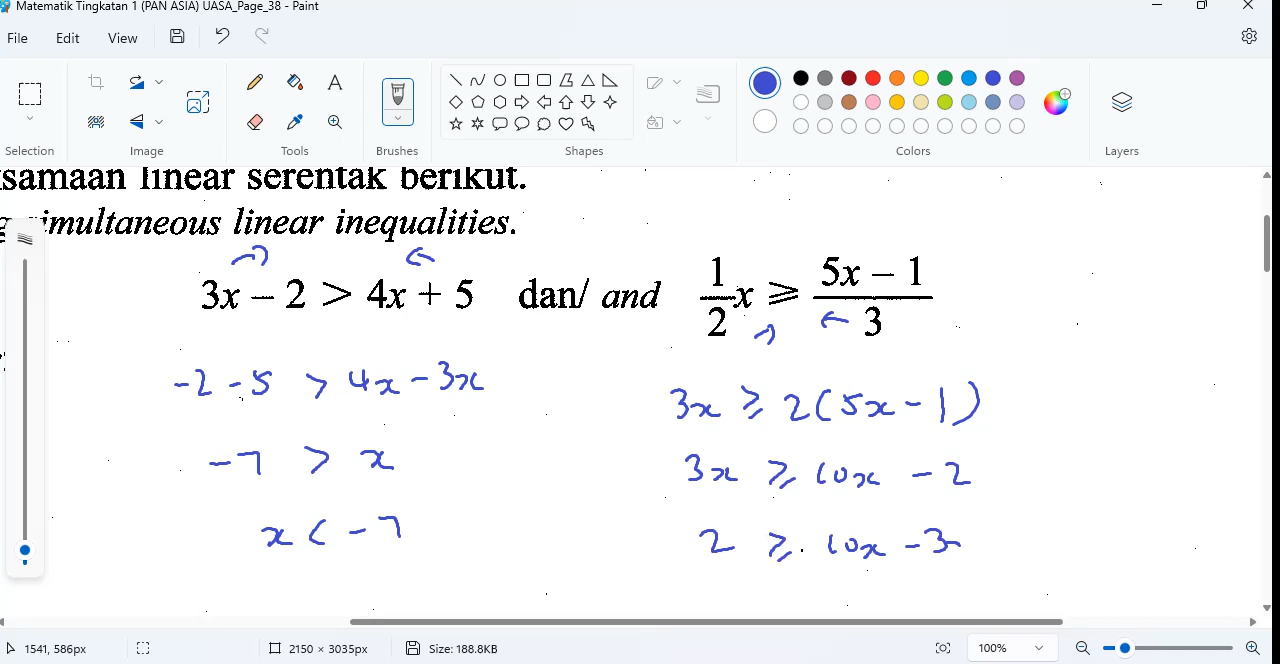 Matematik Tingkatan 1 (PAN ASIA) UASA_Page_38 - Paint
File Edit View
A
Selection Image Tools Brushes Shapes Colors Layers
samaan linear serentak berikut.
simultaneous linear inequalities.
3x − 2 > 4x + 5 dan/ and 1/2 x ⩾ (5x − 1)/3
-2 -5 > 4x - 3x
3x ⩾ 2(5x - 1)
-7 > x
3x ⩾ 10x - 2
x < -7
2 ⩾ 10x - 3
1541, 586px 2150 × 3035px Size: 188.8KB 100%